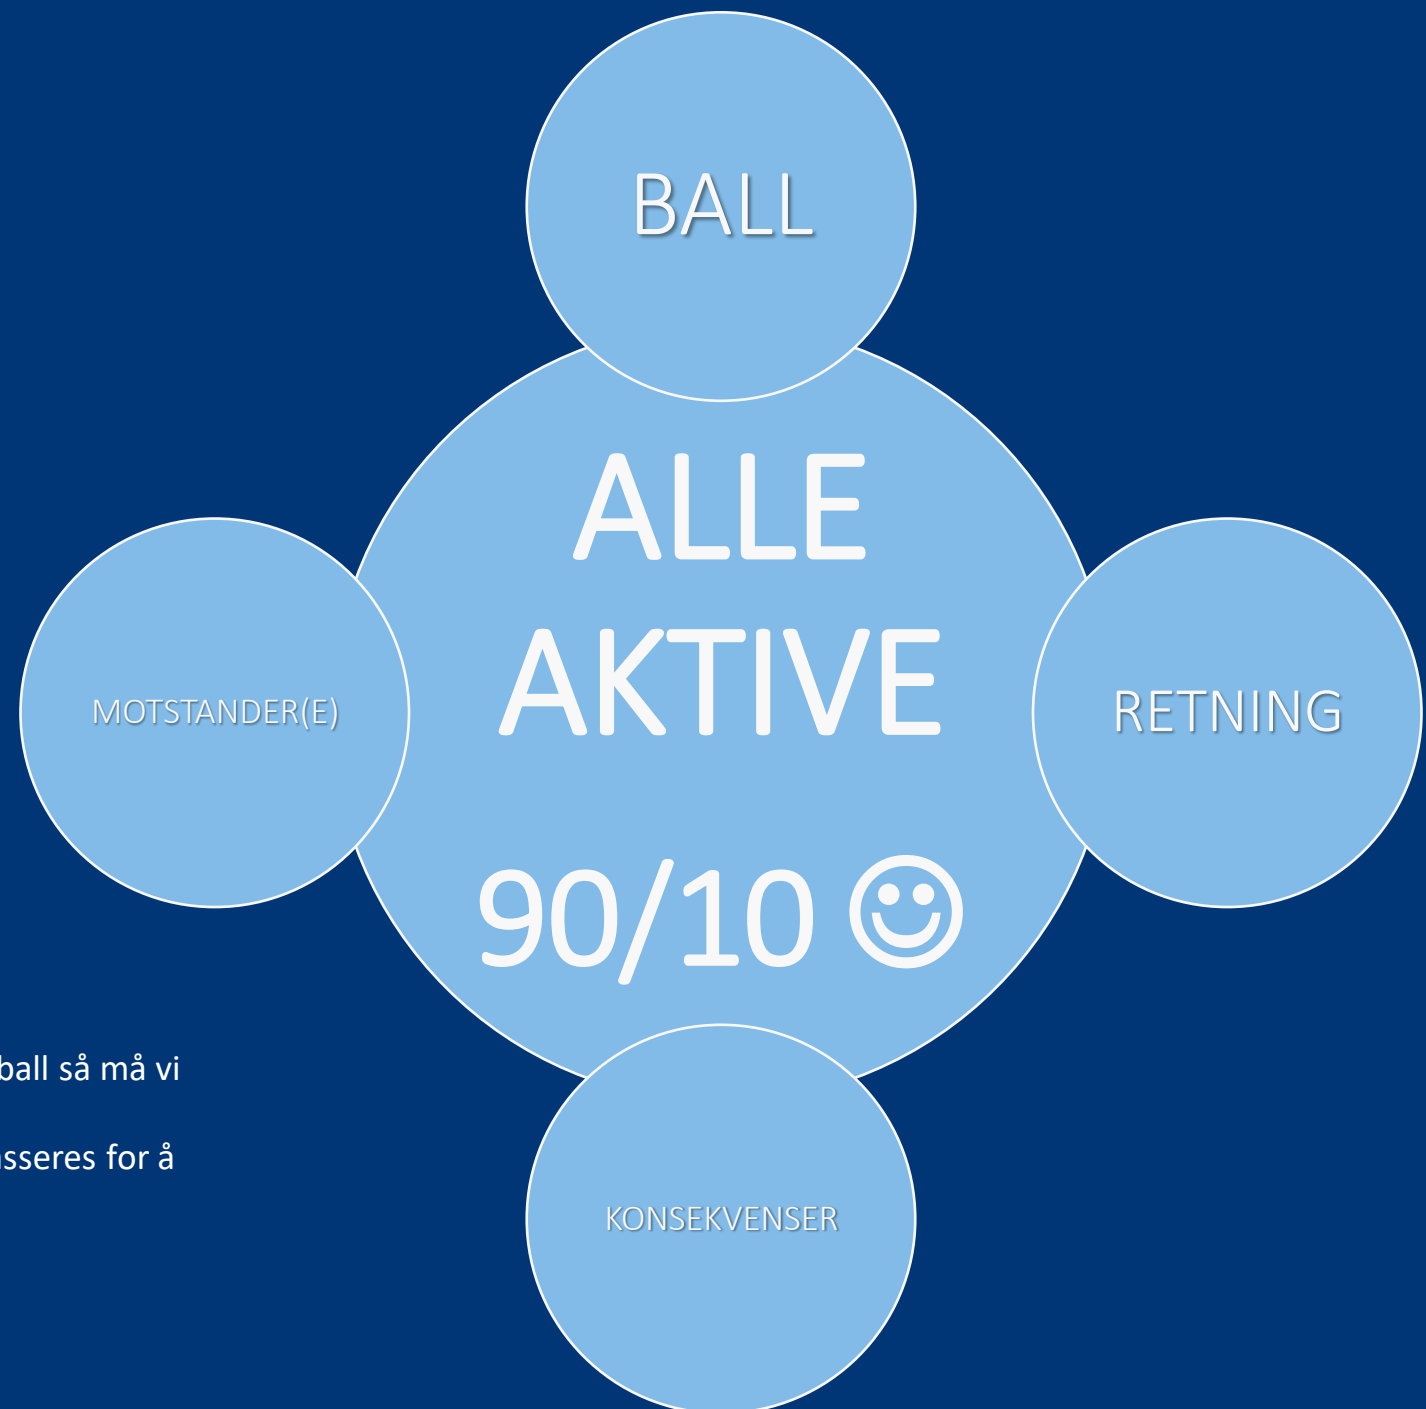 BALL
ALLE
AKTIVE
90/10 ☺
MOTSTANDER(E)
RETNING
KONSEKVENSER
ball så må vi
sseres for å